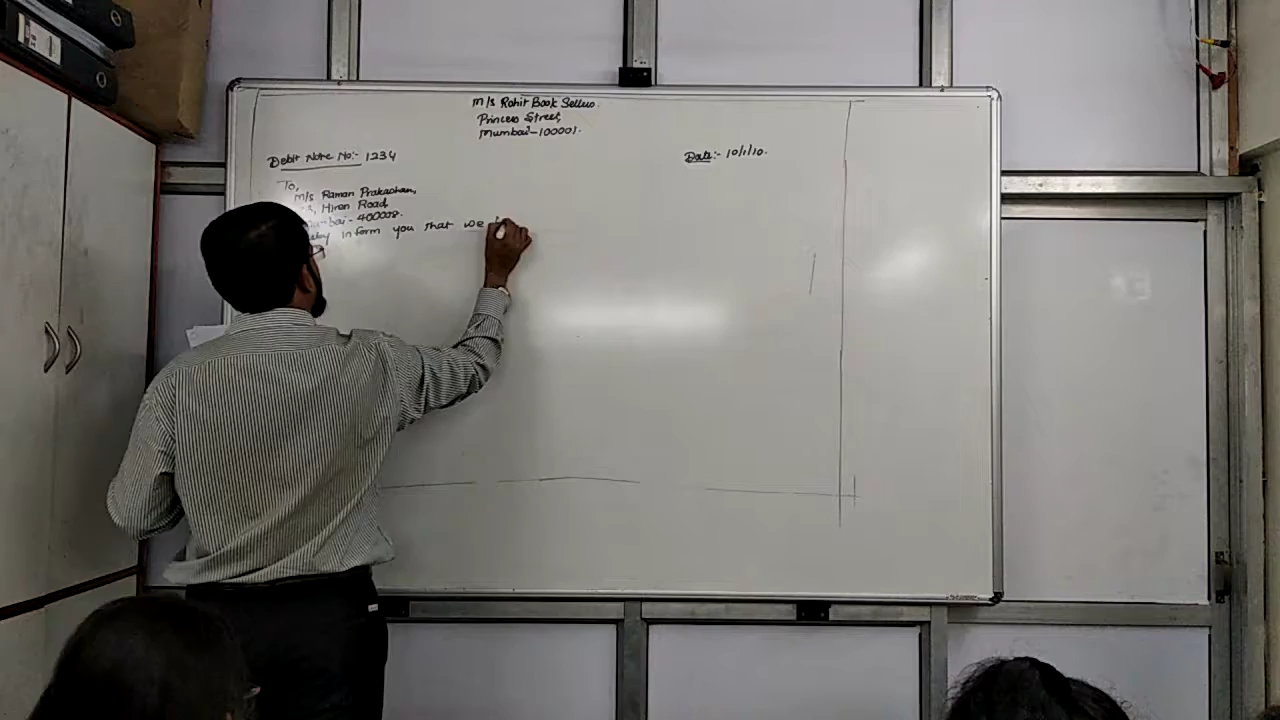 M/s Rohit Book Sellers.
Princess Street,
Mumbai-100001.
Debit Note No:- 1234
Date:- 10/1/10.
To,
M/s Raman Prakashan,
Hiren Road,
Mumbai - 400008.
inform you that we